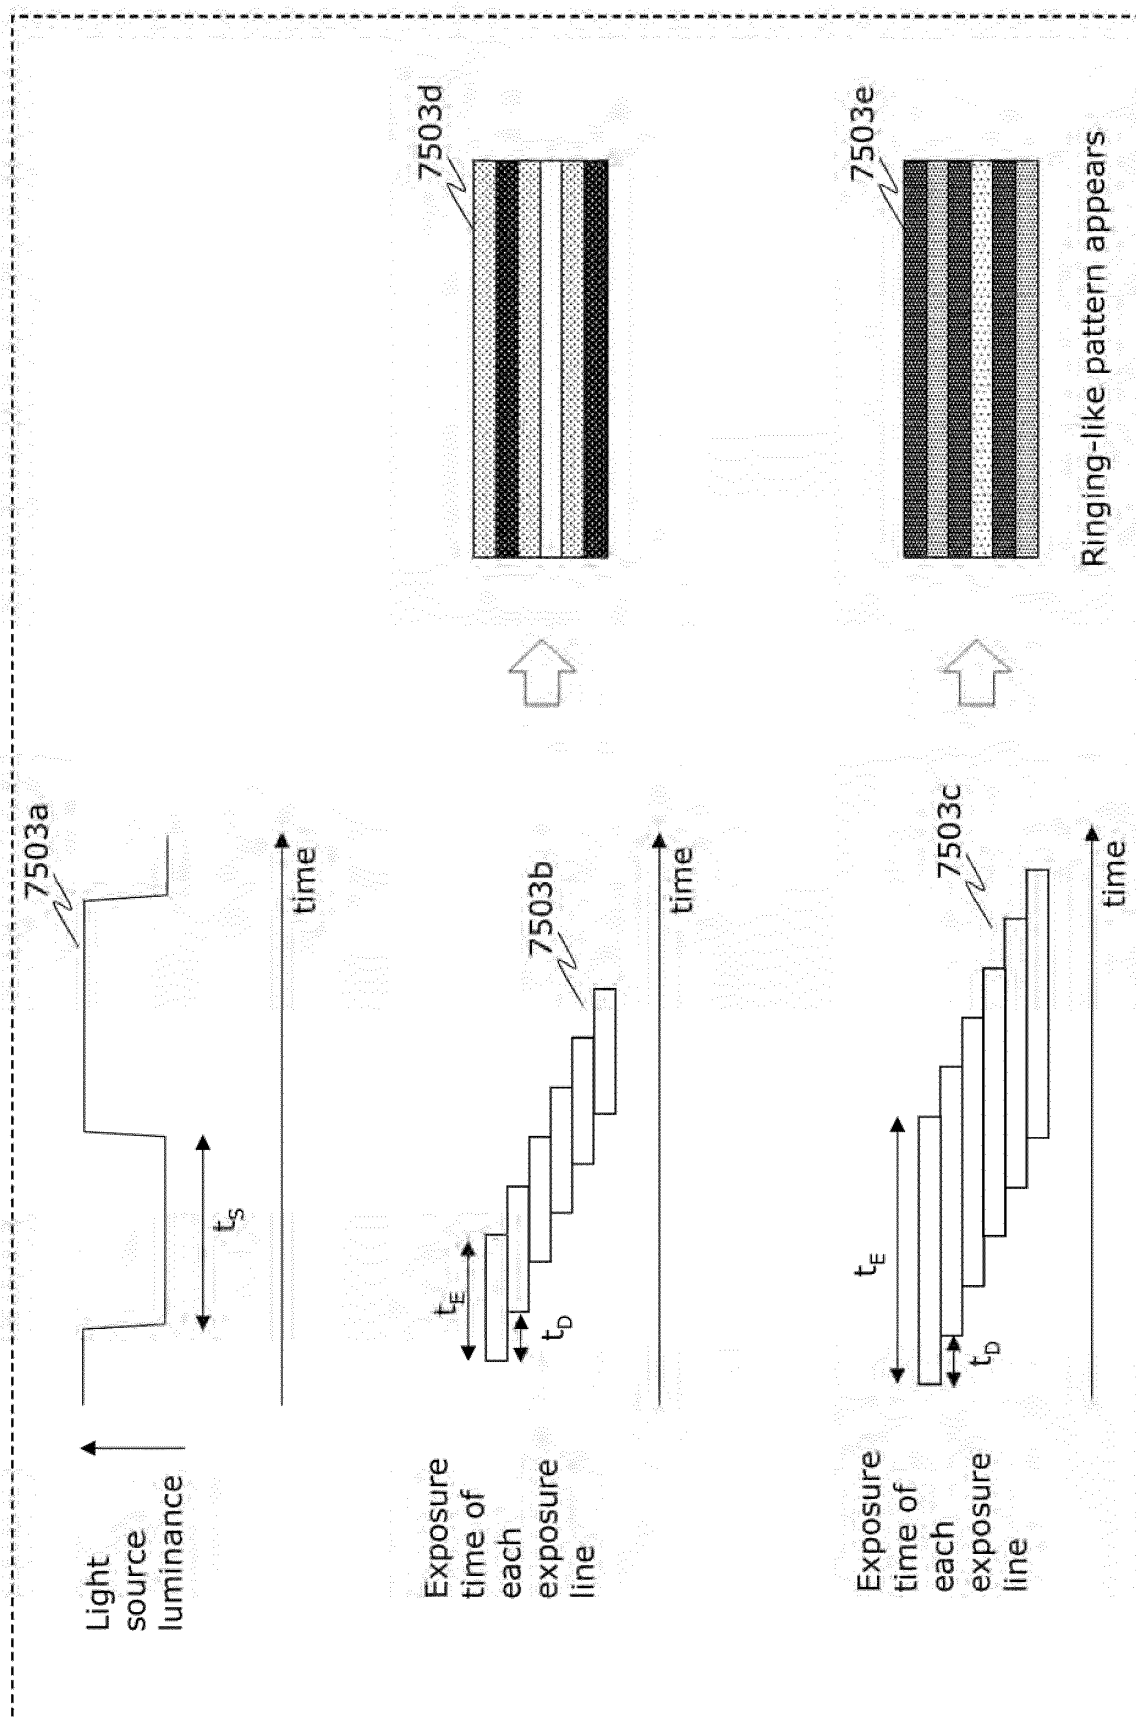 Light
source
luminance
7503a
t_S
time
Exposure
time of
each
exposure
line
t_E
t_D
7503b
time
7503d
Exposure
time of
each
exposure
line
t_E
t_D
7503c
time
7503e
Ringing-like pattern appears